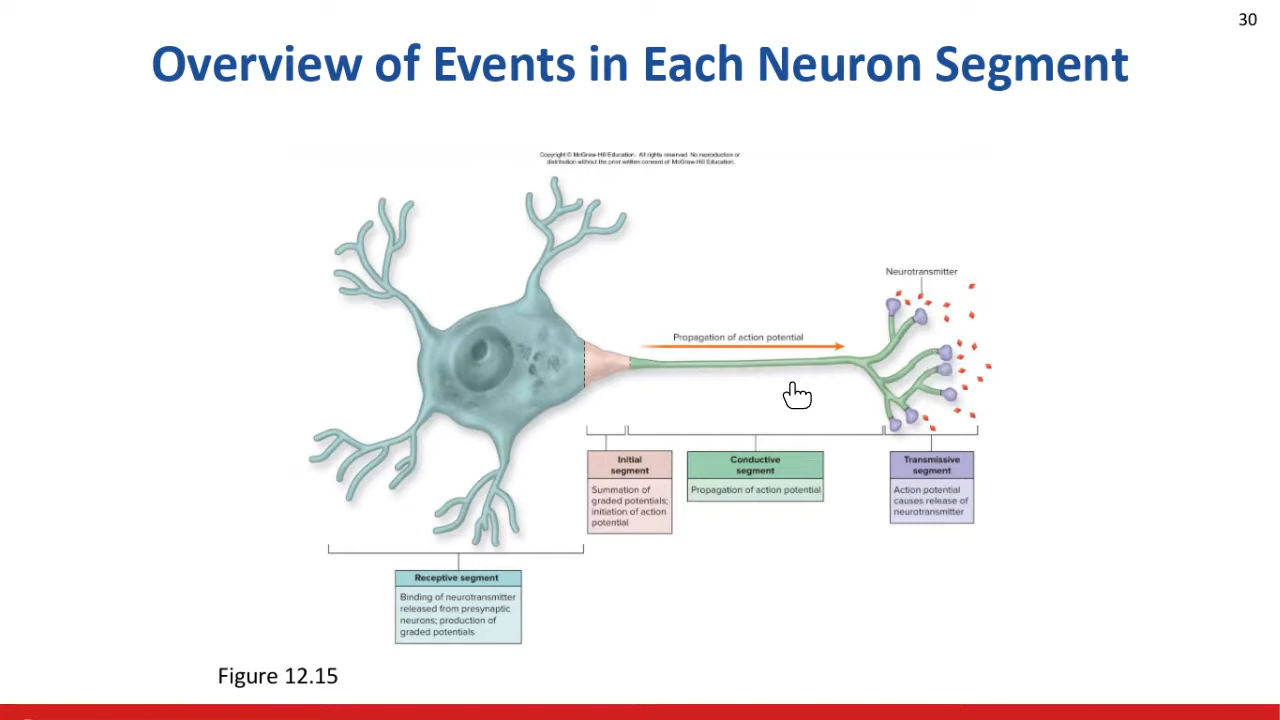 30
Overview of Events in Each Neuron Segment
Copyright © McGraw-Hill Education. All rights reserved. No reproduction or
distribution without the prior written consent of McGraw-Hill Education.
Neurotransmitter
Propagation of action potential
Initial
segment
Summation of
graded potentials;
initiation of action
potential
Conductive
segment
Propagation of action potential
Transmissive
segment
Action potential
causes release of
neurotransmitter
Receptive segment
Binding of neurotransmitter
released from presynaptic
neurons; production of
graded potentials
Figure 12.15